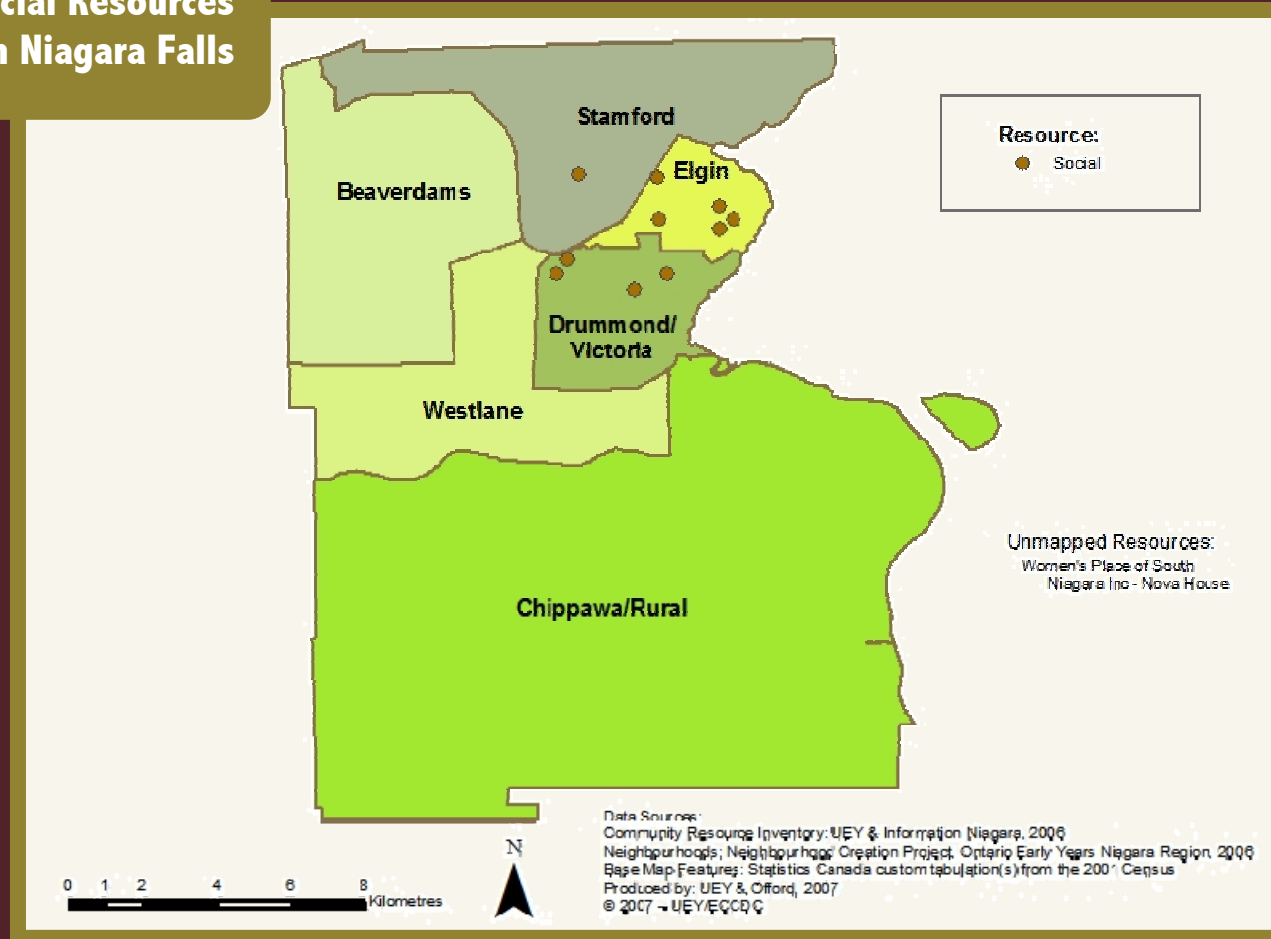 cial Resources
n Niagara Falls
Stamford
Resource:
Social
Elgin
Beaverdams
Drummond/
Victoria
Westlane
Unmapped Resources:
Women's Place of South
Niagara Inc - Nova House
Chippawa/Rural
Data Sources:
Community Resource Inventory: UEY & Information Niagara, 2006
Neighbourhoods; Neighbourhood Creation Project, Ontario Early Years Niagara Region, 2006
Base Map Features: Statistics Canada custom tabulation(s) from the 2001 Census
Produced by: UEY & Offord, 2007
© 2007 - UEY/ECCDC
N
0 1 2 4 6 8
Kilometres